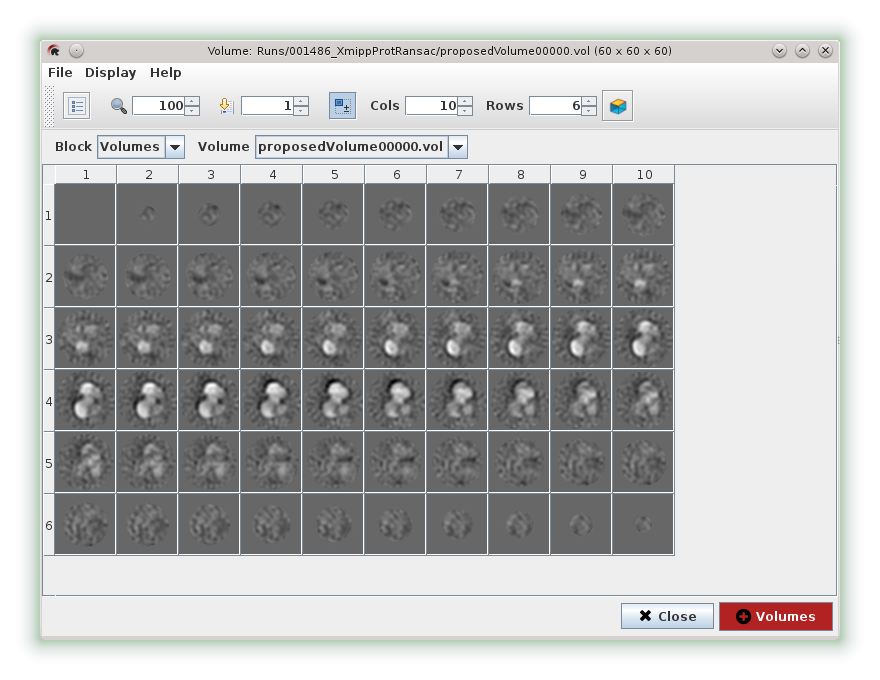 Volume: Runs/001486_XmippProtRansac/proposedVolume00000.vol (60 x 60 x 60)
File Display Help
100 1 Cols 10 Rows 6
Block Volumes Volume proposedVolume00000.vol
1 2 3 4 5 6 7 8 9 10
1
2
3
4
5
6
Close Volumes